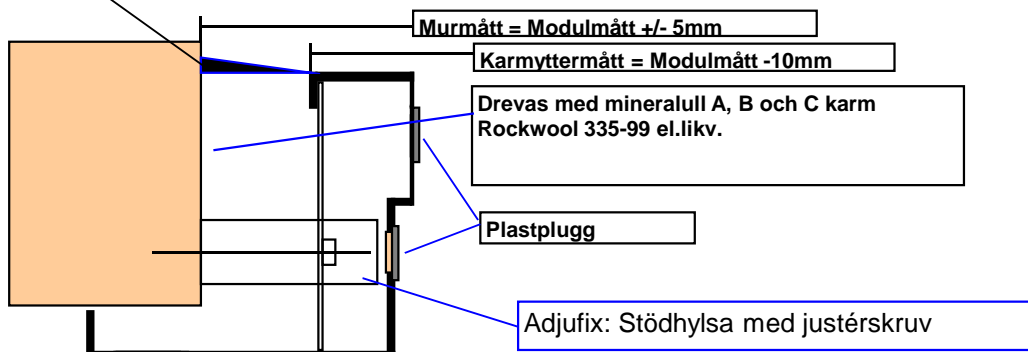 Murmått = Modulmått +/- 5mm
Karmyttermått = Modulmått -10mm
Drevas med mineralull A, B och C karm
Rockwool 335-99 el.likv.
Plastplugg
Adjufix: Stödhylsa med justérskruv